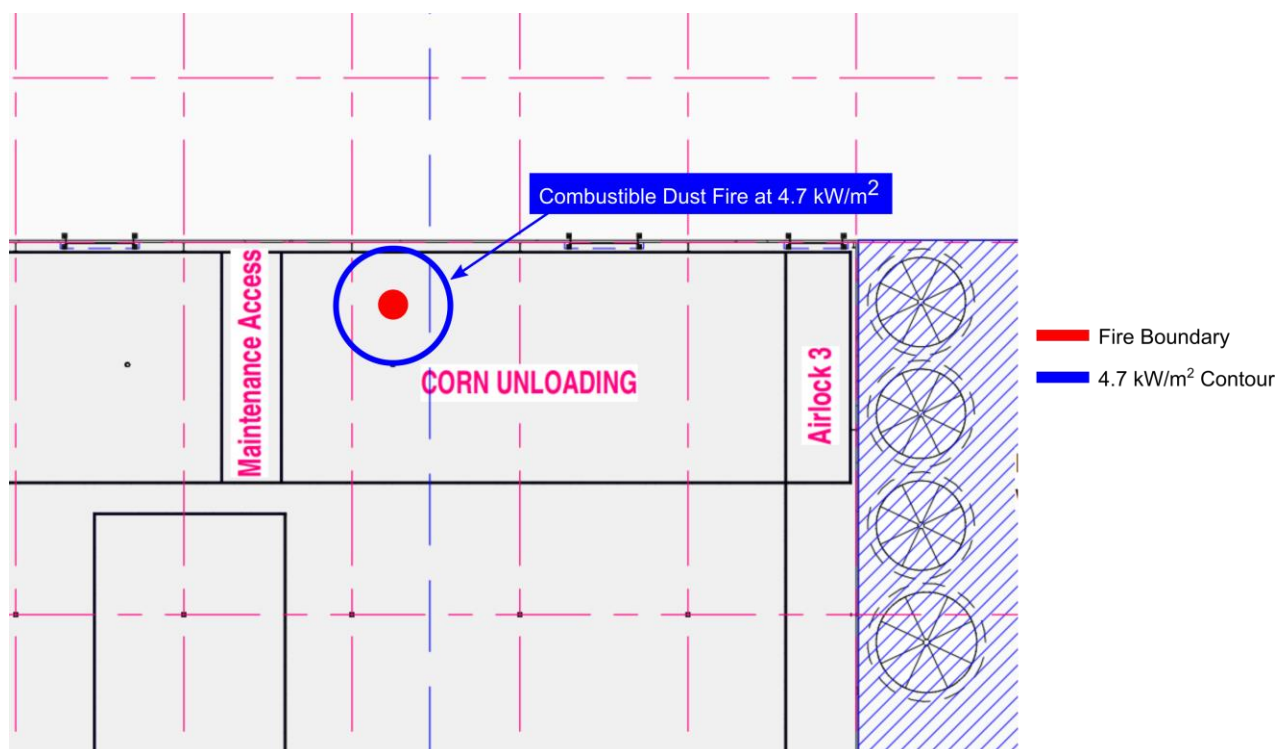 Combustible Dust Fire at 4.7 kW/m²
Maintenance Access
CORN UNLOADING
Airlock 3
Fire Boundary
4.7 kW/m² Contour